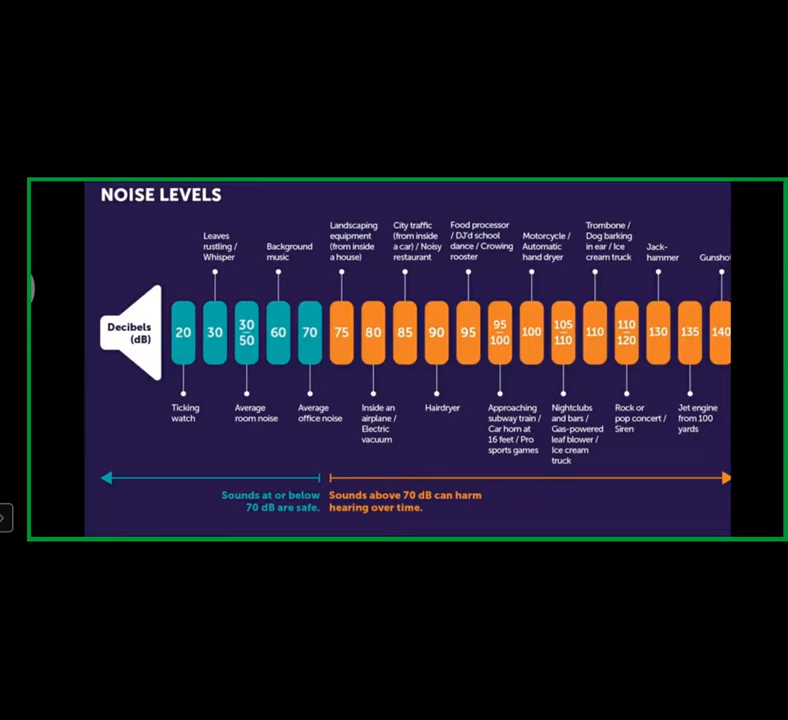 NOISE LEVELS
Leaves
rustling /
Whisper
Background
music
Landscaping
equipment
(from inside
a house)
City traffic
(from inside
a car) / Noisy
restaurant
Food processor
/ DJ'd school
dance / Crowing
rooster
Motorcycle /
Automatic
hand dryer
Trombone /
Dog barking
in ear / Ice
cream truck
Jack-
hammer
Gunshot
Decibels
(dB)
20
30
30
50
60
70
75
80
85
90
95
95
100
100
105
110
110
110
120
130
135
140
Ticking
watch
Average
room noise
Average
office noise
Inside an
airplane /
Electric
vacuum
Hairdryer
Approaching
subway train /
Car horn at
16 feet / Pro
sports games
Nightclubs
and bars /
Gas-powered
leaf blower /
Ice cream
truck
Rock or
pop concert /
Siren
Jet engine
from 100
yards
Sounds at or below
70 dB are safe.
Sounds above 70 dB can harm
hearing over time.